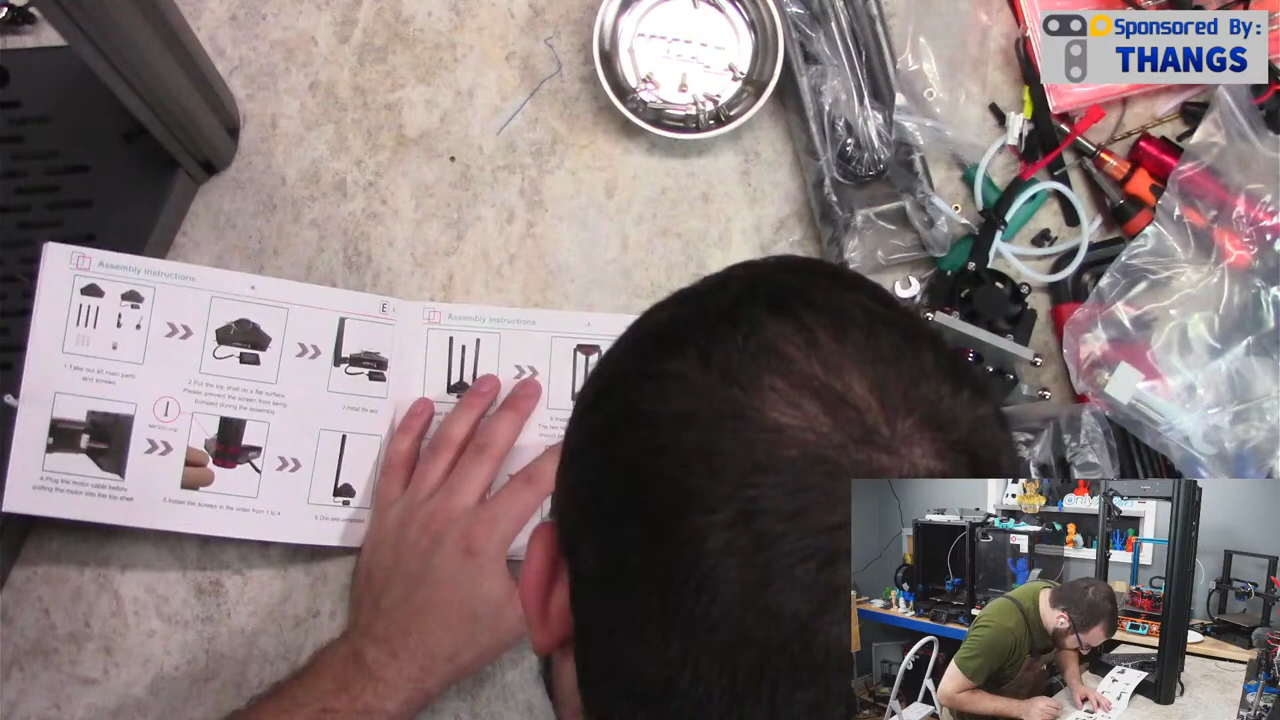 Sponsored By:
THANGS
Assembly Instructions
E
1.Take out all main parts
and screws
2.Put the top shell on a flat surface.
Please prevent the screen from being
bumped during the assembly
3.Install the axis
4.Plug the motor cable before
putting the motor into the top shell
5.Install the screws in the order from 1 to 4
6.One axis completed
Assembly Instructions